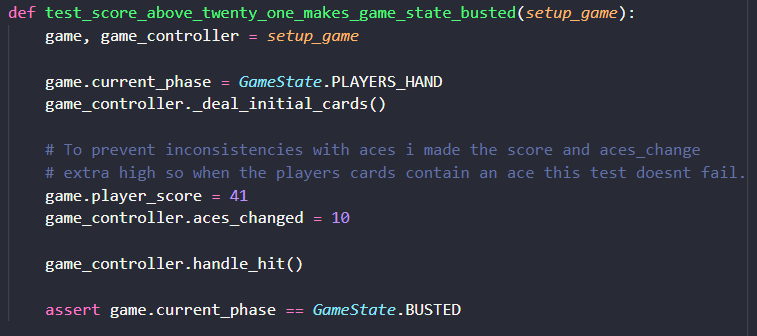 def test_score_above_twenty_one_makes_game_state_busted(setup_game):
    game, game_controller = setup_game

    game.current_phase = GameState.PLAYERS_HAND
    game_controller._deal_initial_cards()

    # To prevent inconsistencies with aces i made the score and aces_change
    # extra high so when the players cards contain an ace this test doesnt fail.
    game.player_score = 41
    game_controller.aces_changed = 10

    game_controller.handle_hit()

    assert game.current_phase == GameState.BUSTED